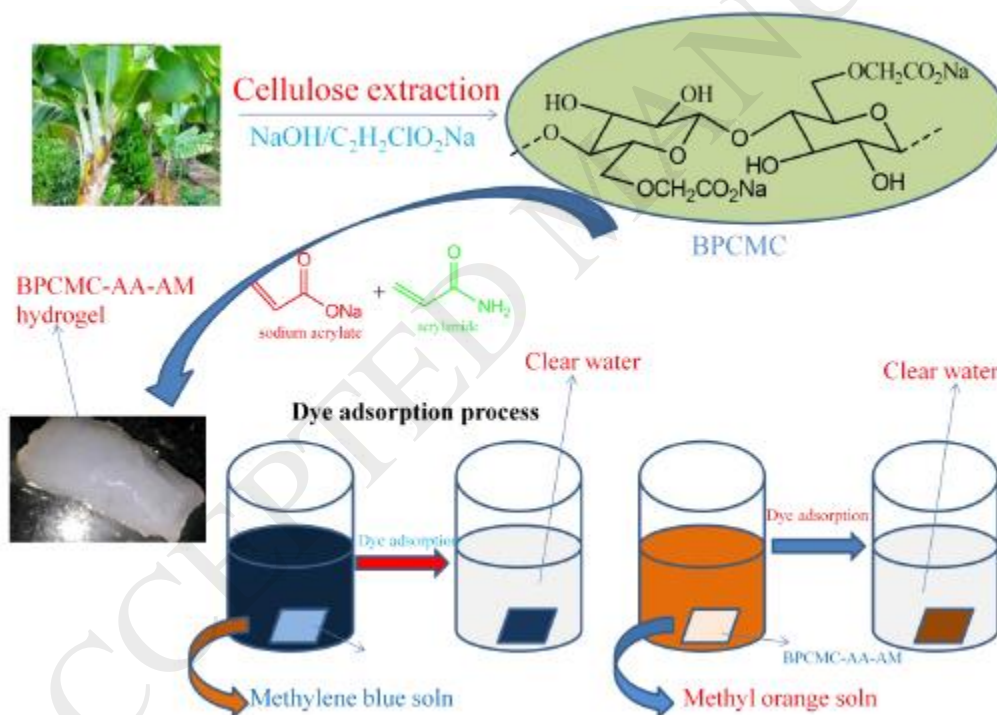 Cellulose extraction
NaOH/C₂H₂ClO₂Na
HO
OH
O
O
O
O
OCH₂CO₂Na
OCH₂CO₂Na
HO
OH
BPCMC
BPCMC-AA-AM
hydrogel
O
ONa
sodium acrylate
+
O
NH₂
acrylamide
Clear water
Clear water
Dye adsorption process
Dye adsorption
Dye adsorption
BPCMC-AA-AM
Methylene blue soln
Methyl orange soln
CCEPTED MAN